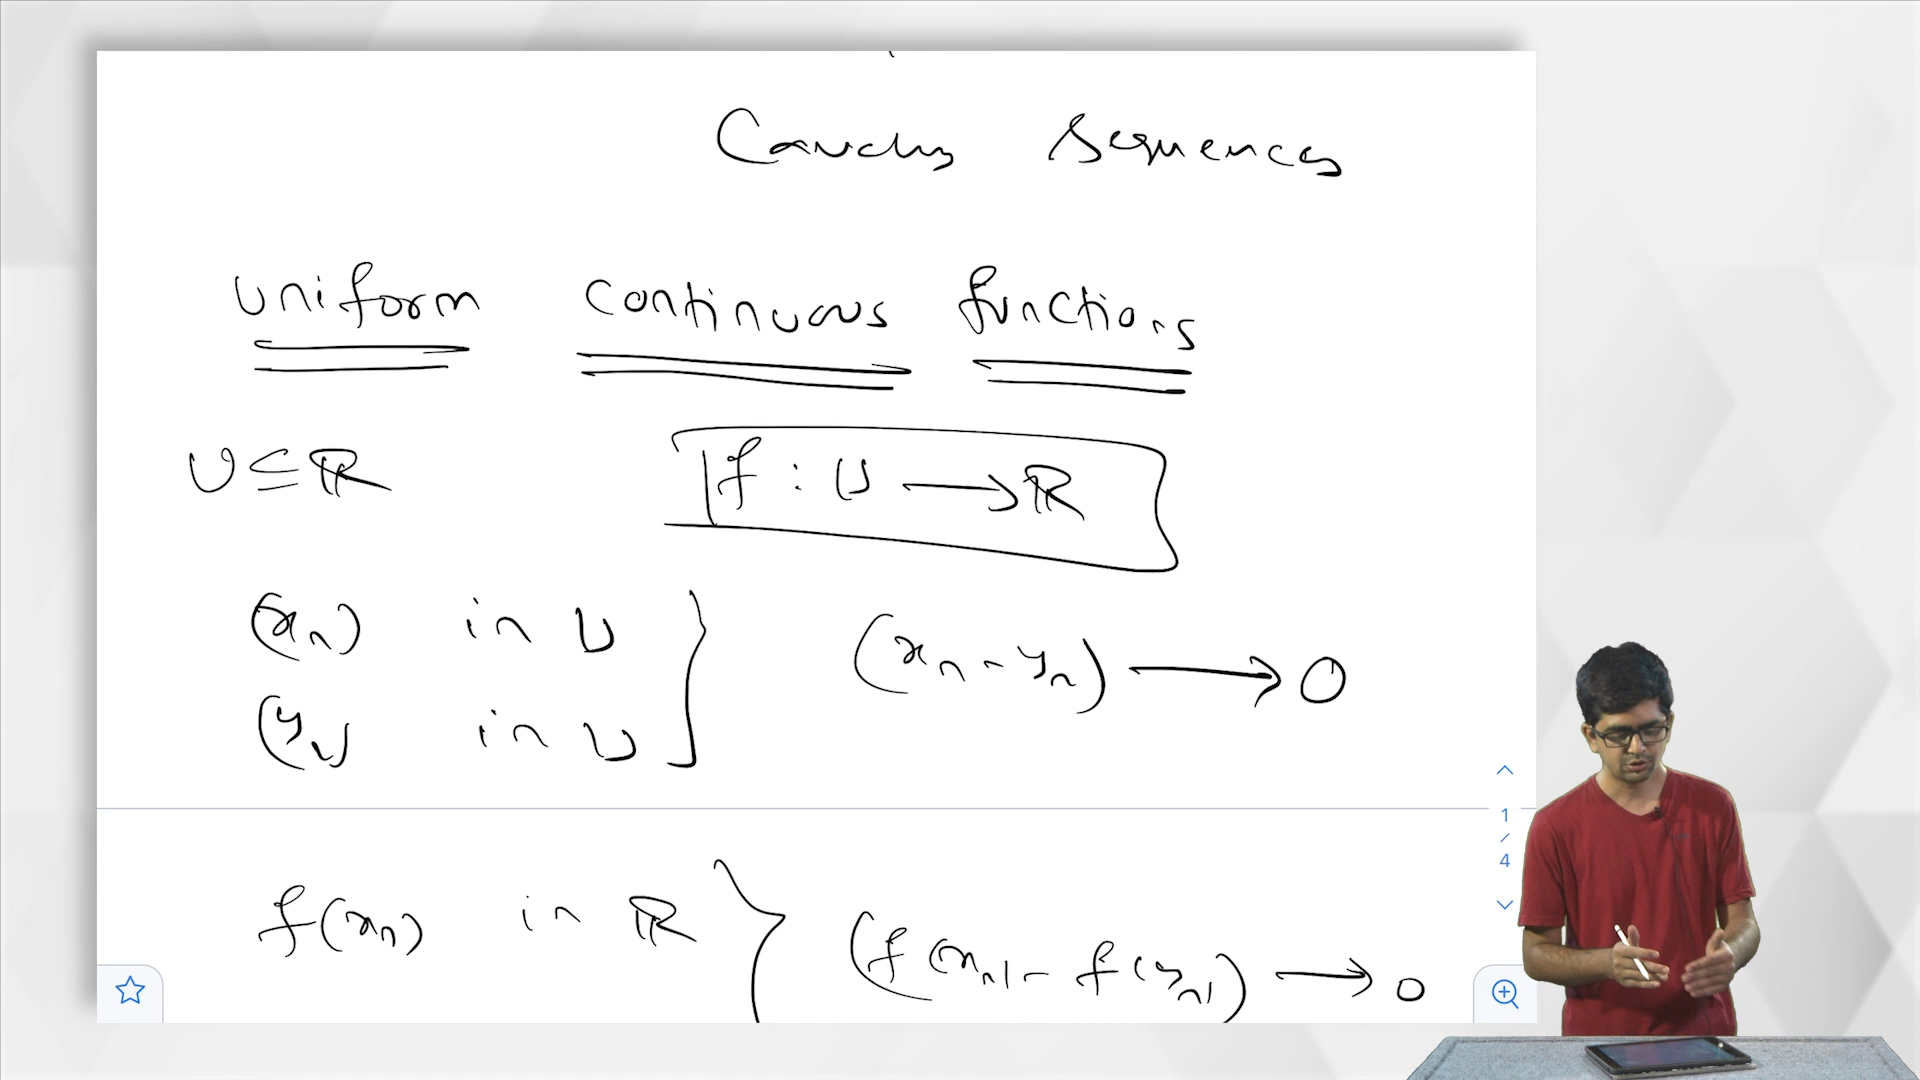 Cauchy Sequences
uniform continuous functions
U ⊆ ℝ f : U → ℝ
(xn) in U
(yn) in U
(xn - yn) → 0
1
/
4
f(xn) in ℝ
(f(xn) - f(yn)) → 0